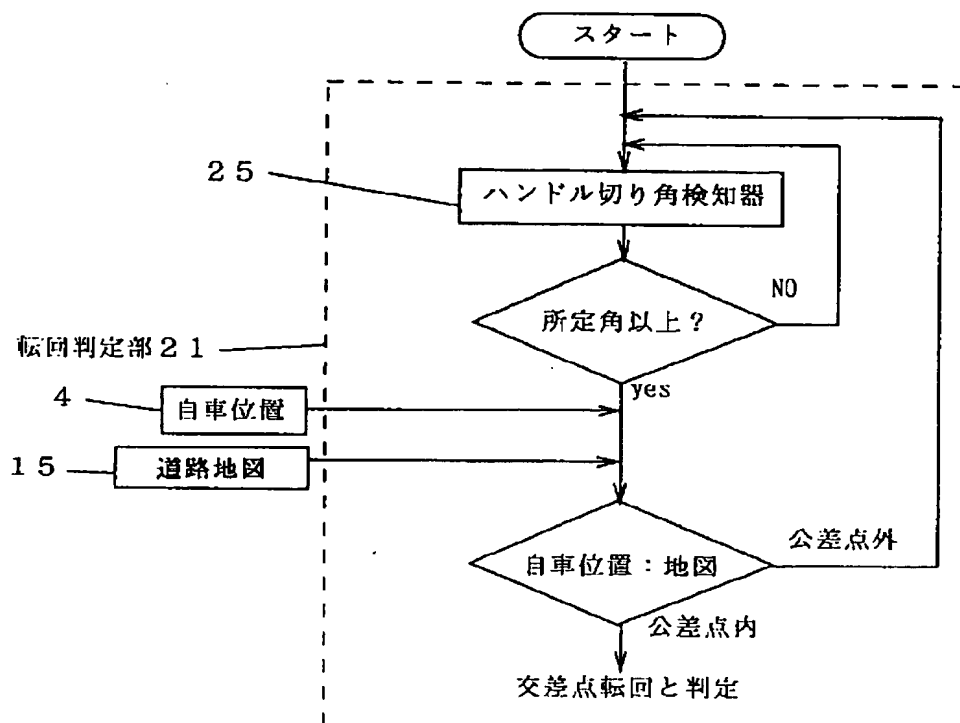 スタート
25
ハンドル切り角検知器
NO
所定角以上?
転回判定部21
yes
4
自車位置
15
道路地図
公差点外
自車位置:地図
公差点内
交差点転回と判定